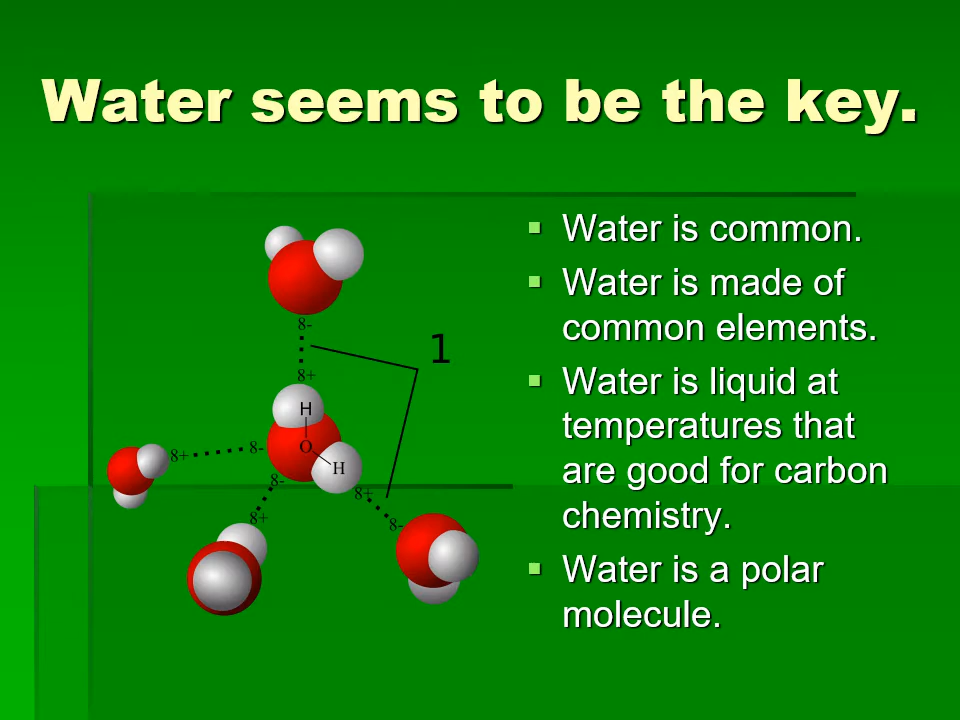 Water seems to be the key.
▪ Water is common.
▪ Water is made of
common elements.
▪ Water is liquid at
temperatures that
are good for carbon
chemistry.
▪ Water is a polar
molecule.
8-
1
8+
H
8+
8-
O
H
8-
8+
8+
8-